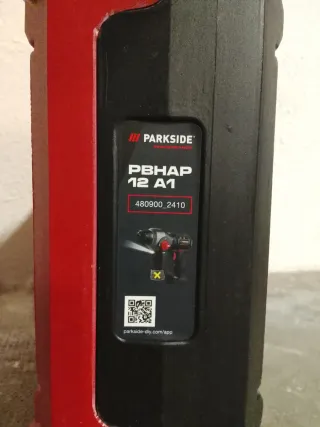 PARKSIDE
PBHAP
12 A1
480900_2410
parkside-diy.com/app